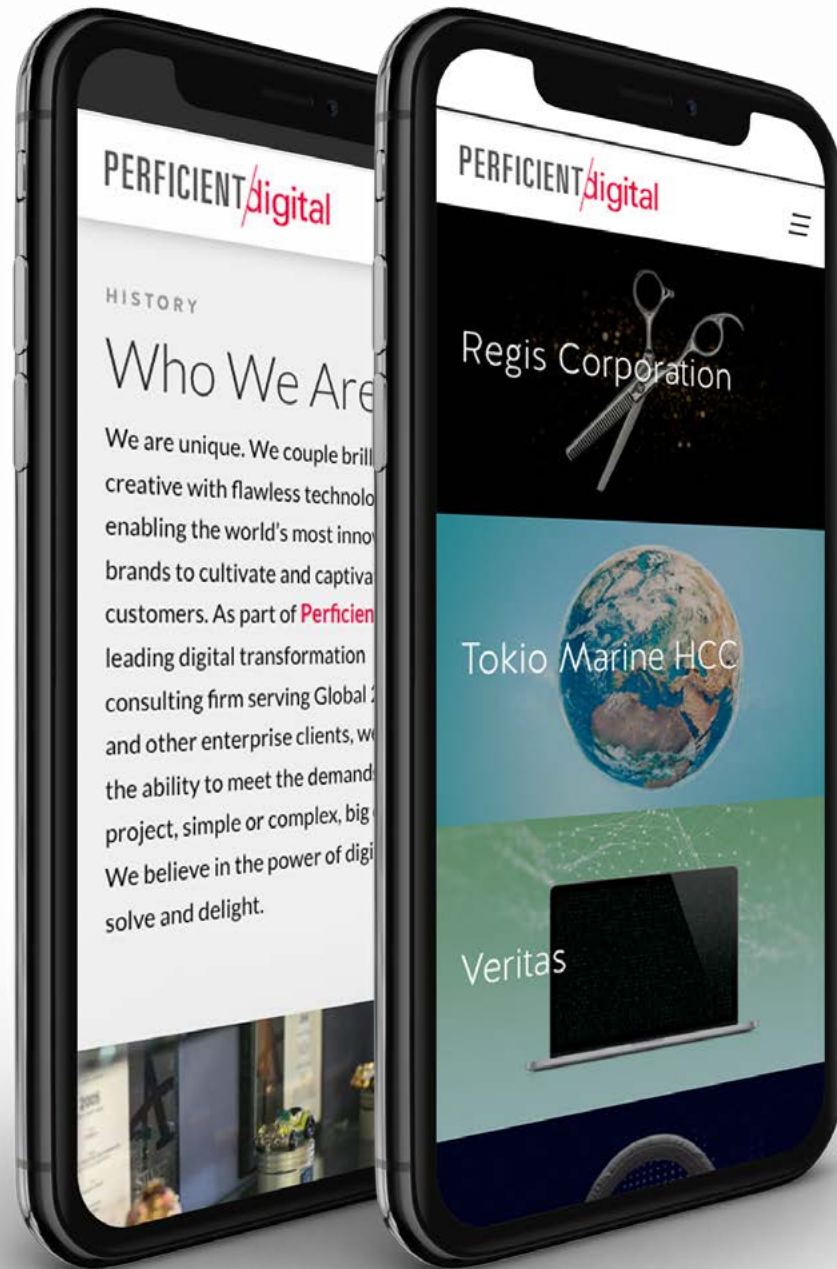 PERFICIENT/digital
HISTORY
Who We Are
We are unique. We couple brill
creative with flawless technolo
enabling the world's most inno
brands to cultivate and captiva
customers. As part of Perficien
leading digital transformation
consulting firm serving Global
and other enterprise clients, we
the ability to meet the demand
project, simple or complex, big
We believe in the power of digi
solve and delight.
2005
PERFICIENT/digital
Regis Corporation
Tokio Marine HCC
Veritas